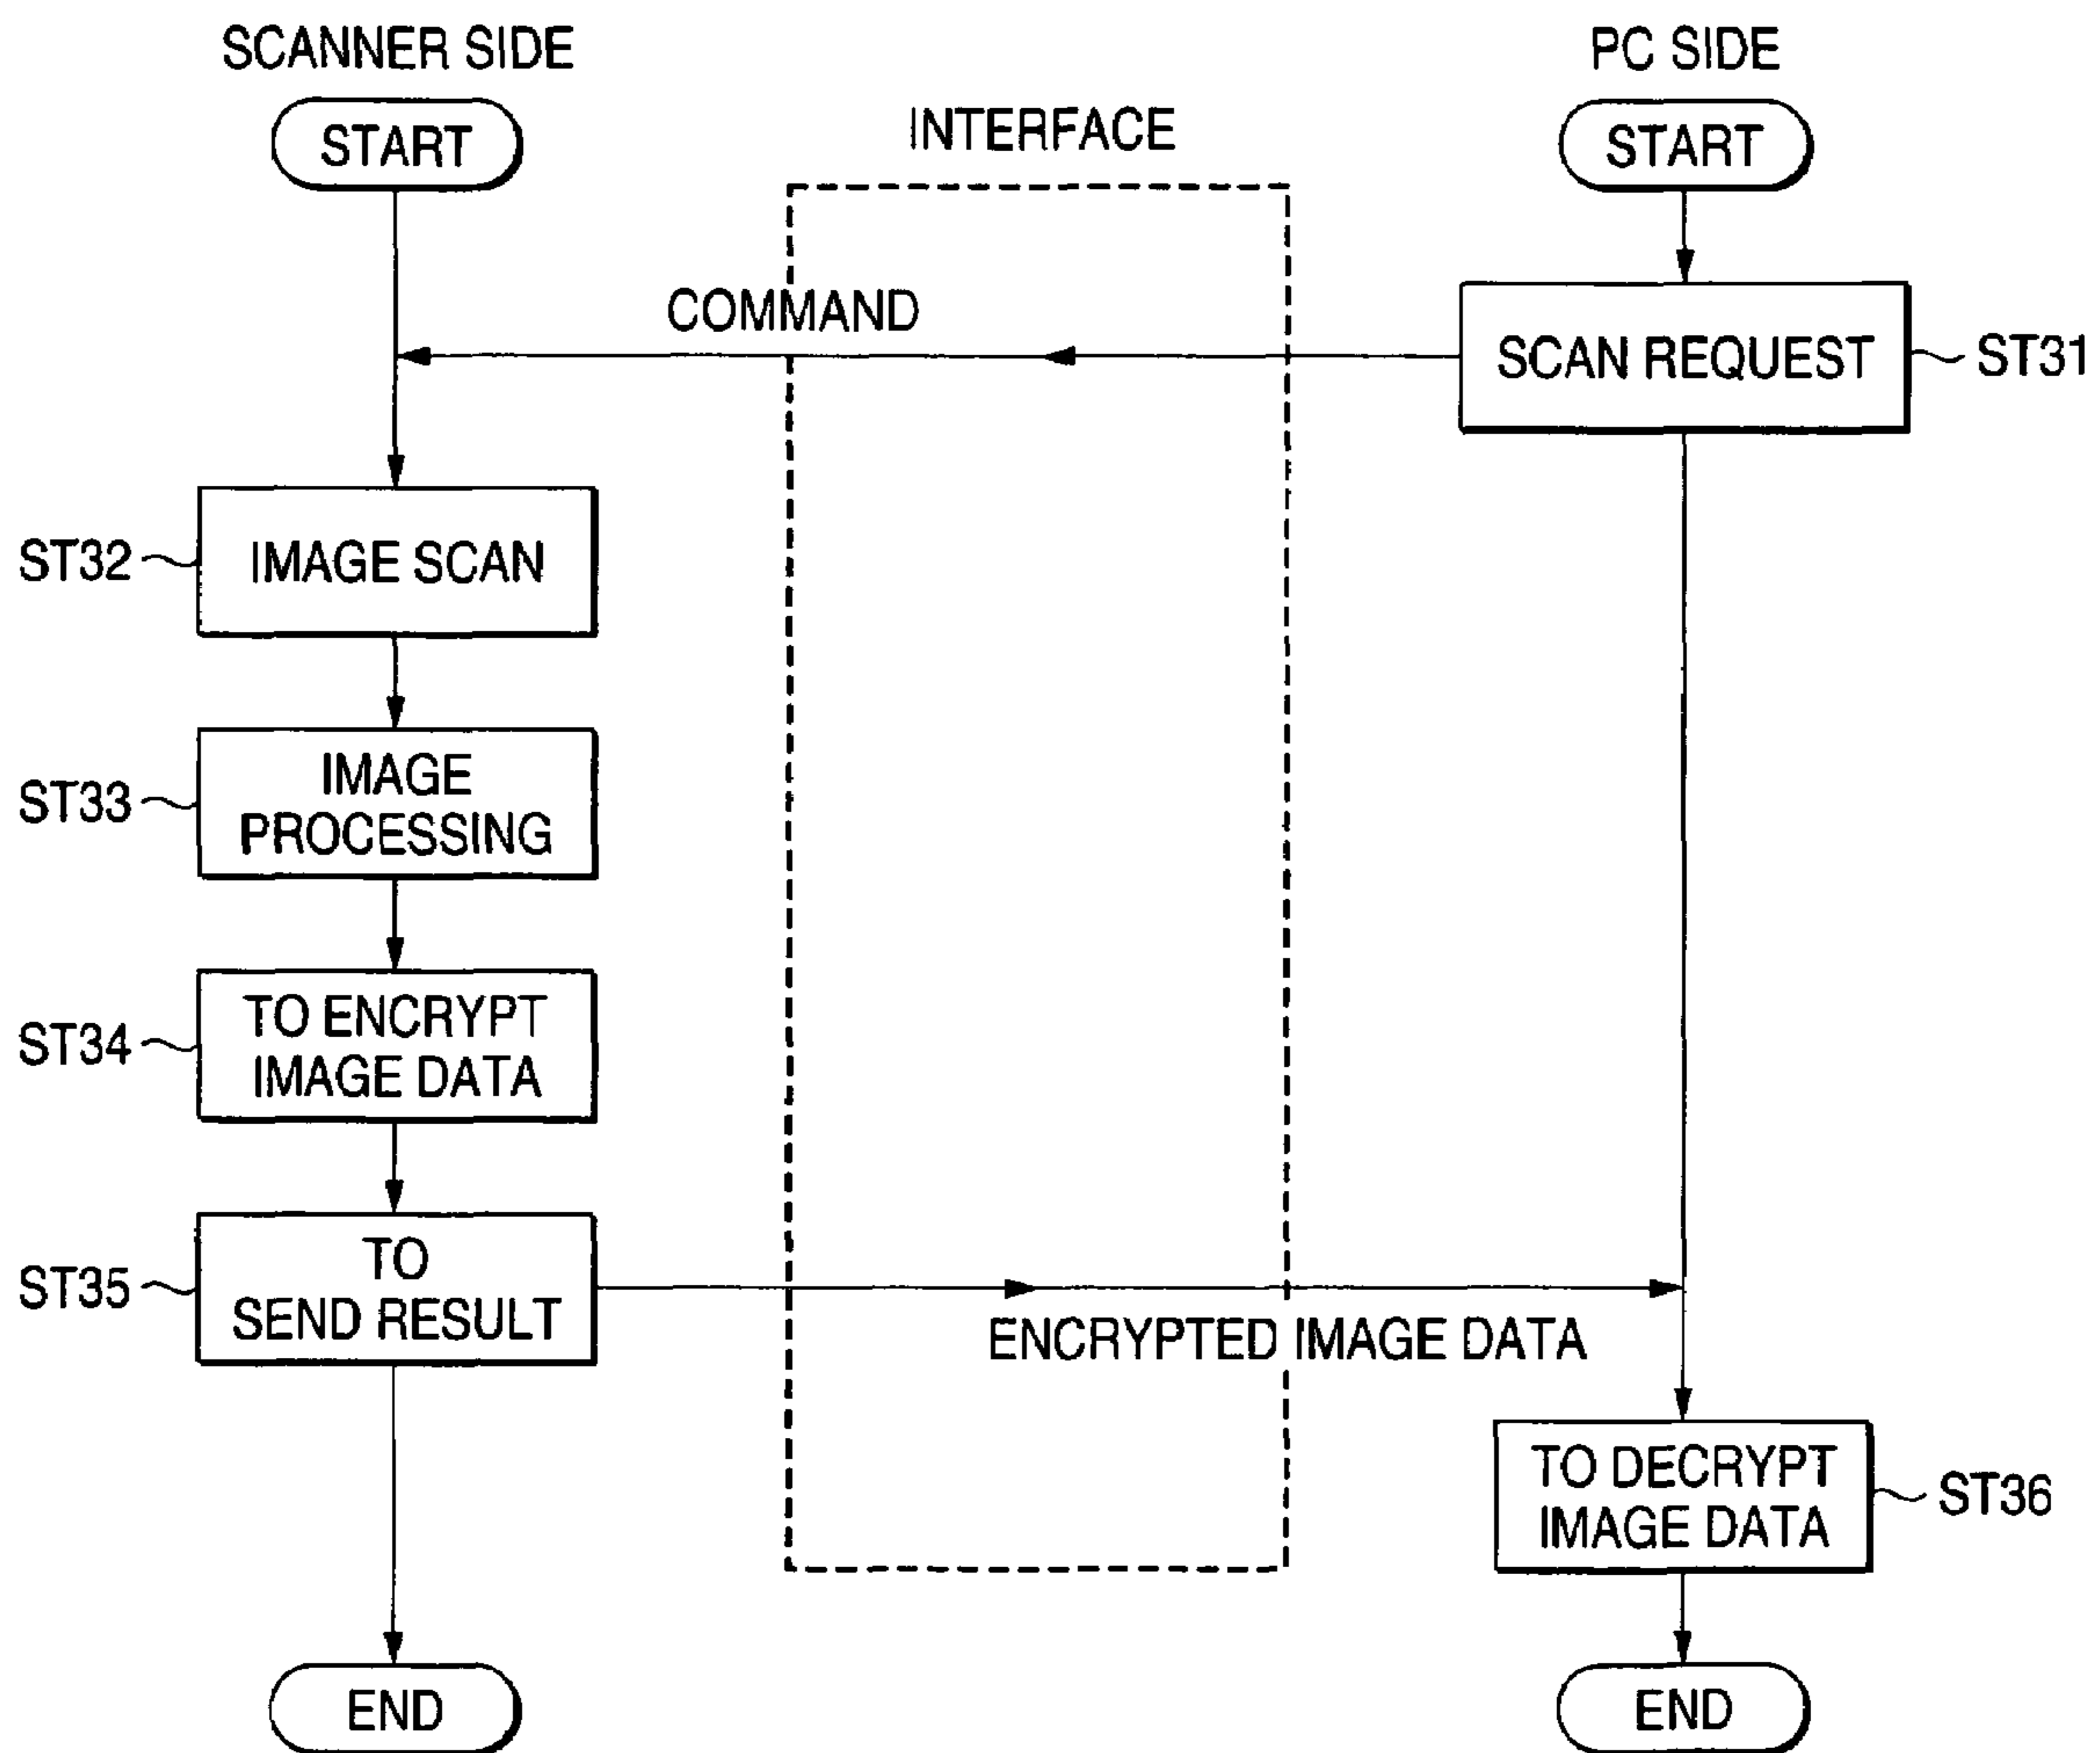 SCANNER SIDE
PC SIDE
START
INTERFACE
START
COMMAND
SCAN REQUEST
ST31
ST32
IMAGE SCAN
ST33
IMAGE
PROCESSING
ST34
TO ENCRYPT
IMAGE DATA
ST35
TO
SEND RESULT
ENCRYPTED IMAGE DATA
TO DECRYPT
IMAGE DATA
ST36
END
END